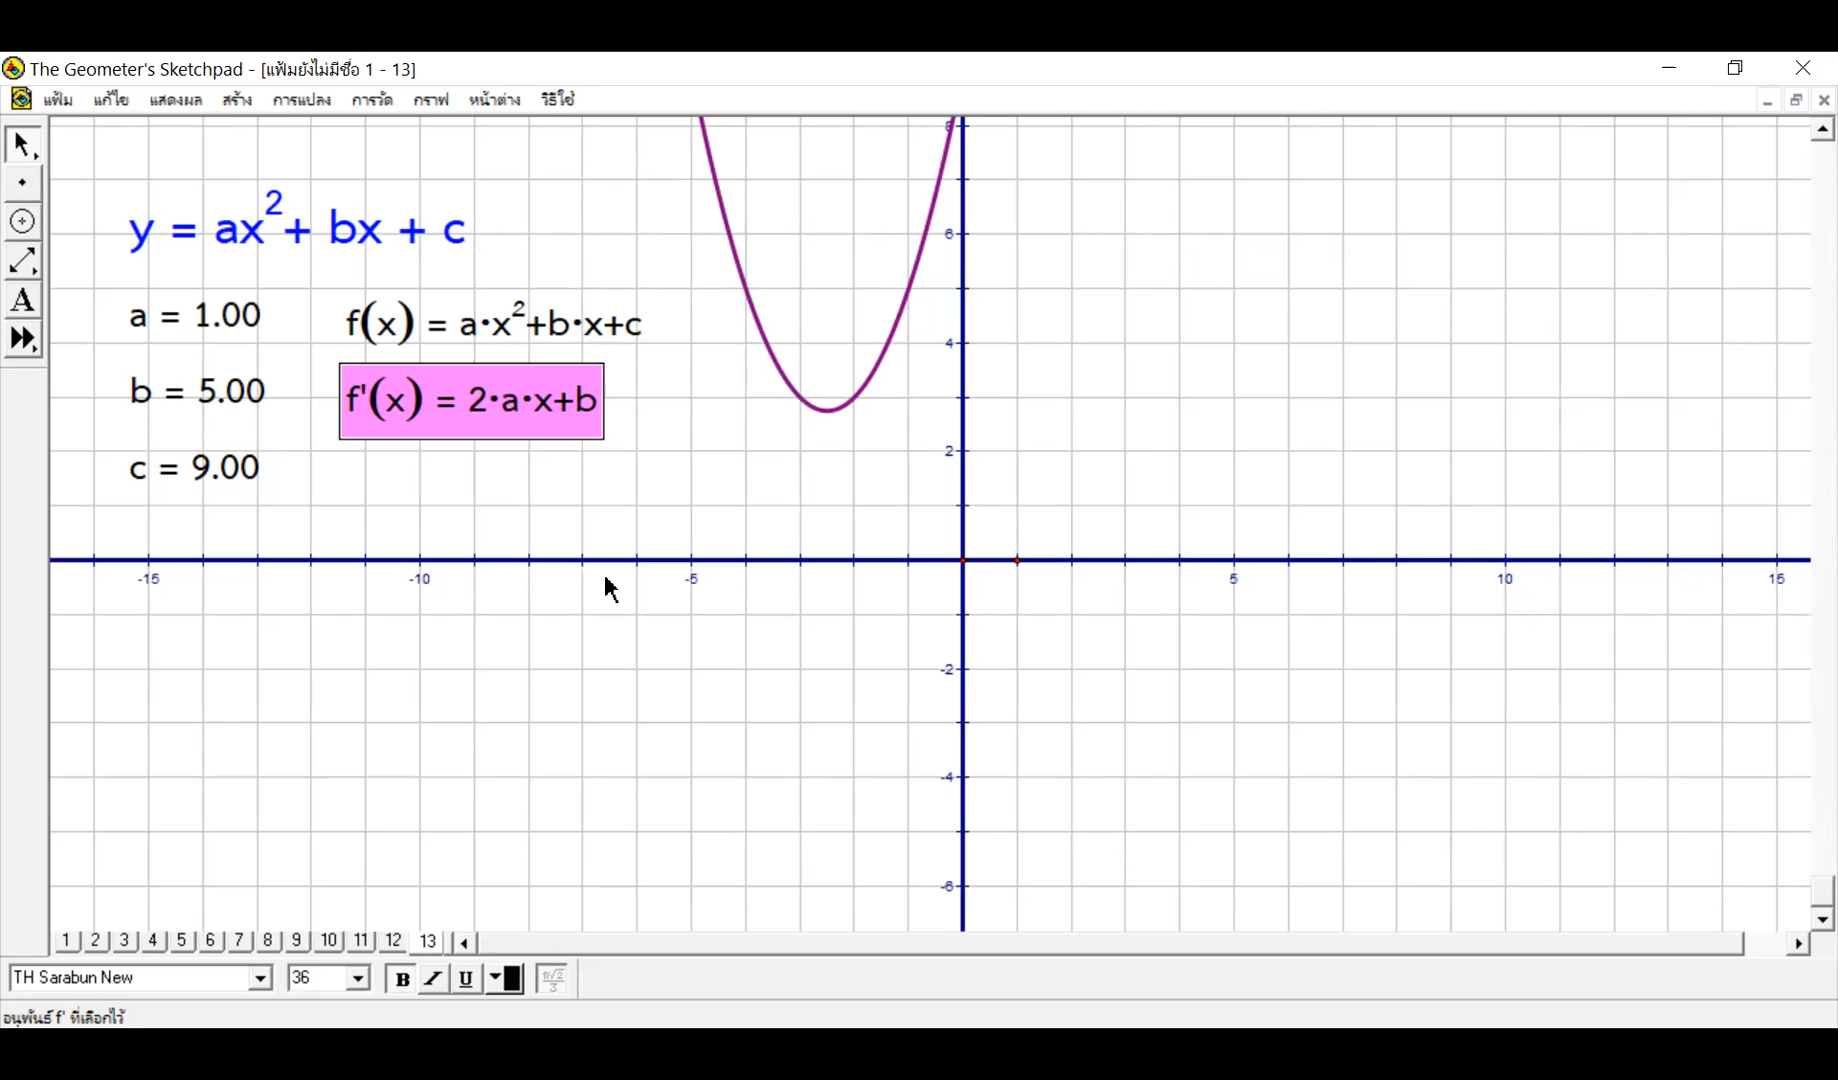 The Geometer's Sketchpad - [แฟ้มยังไม่มีชื่อ 1 - 13]
แฟ้ม แก้ไข แสดงผล สร้าง การแปลง การวัด กราฟ หน้าต่าง วิธีใช้
y = ax²+ bx + c
a = 1.00
f(x) = a·x²+b·x+c
b = 5.00
f'(x) = 2·a·x+b
c = 9.00
8
6
4
2
-15 -10 -5 5 10 15
-2
-4
-6
1 2 3 4 5 6 7 8 9 10 11 12 13
TH Sarabun New 36 B I U
อนุพันธ์ f' ที่เลือกไว้